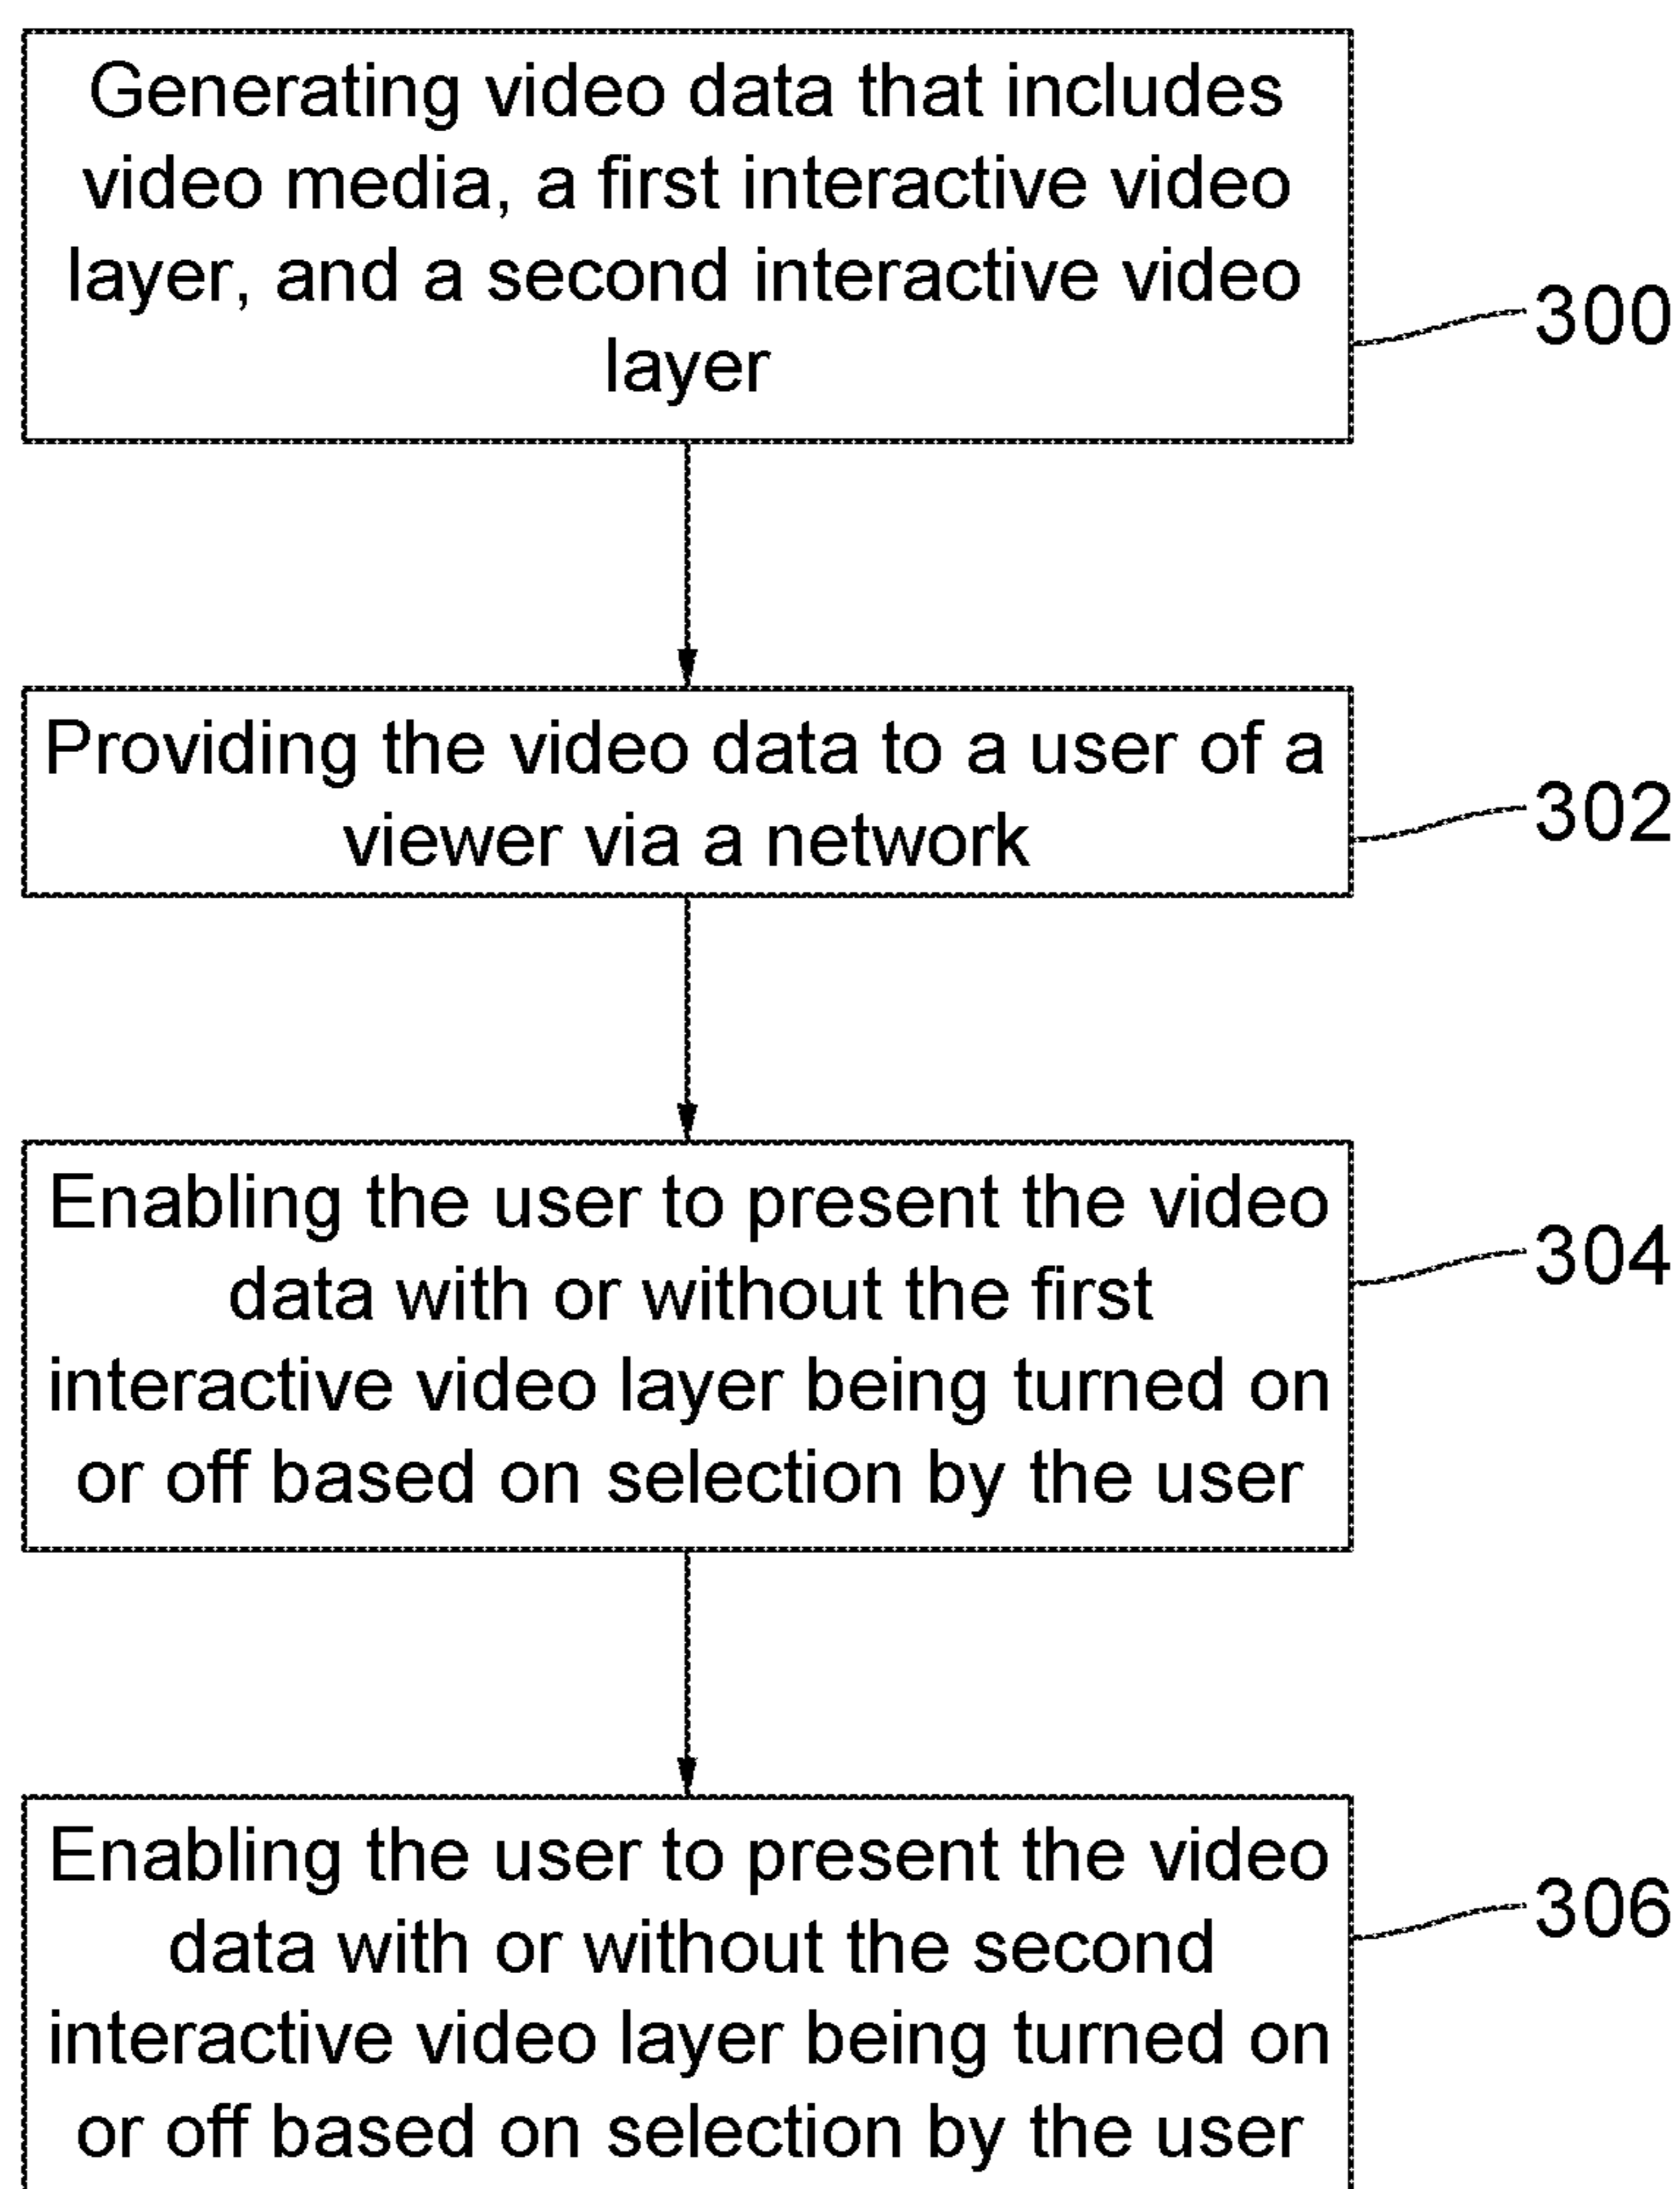 Generating video data that includes
video media, a first interactive video
layer, and a second interactive video
layer
300
Providing the video data to a user of a
viewer via a network
302
Enabling the user to present the video
data with or without the first
interactive video layer being turned on
or off based on selection by the user
304
Enabling the user to present the video
data with or without the second
interactive video layer being turned on
or off based on selection by the user
306